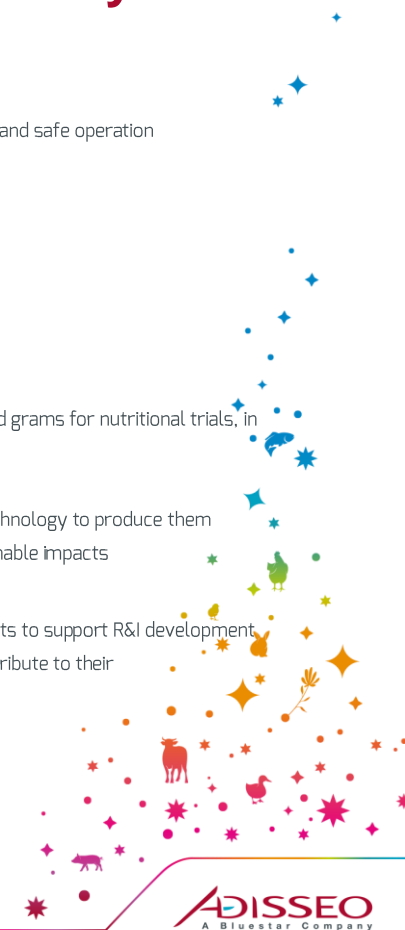 and safe operation
d grams for nutritional trials, in
hnology to produce them
nable impacts
ts to support R&I development
ribute to their
ADISSEO
A Bluestar Company